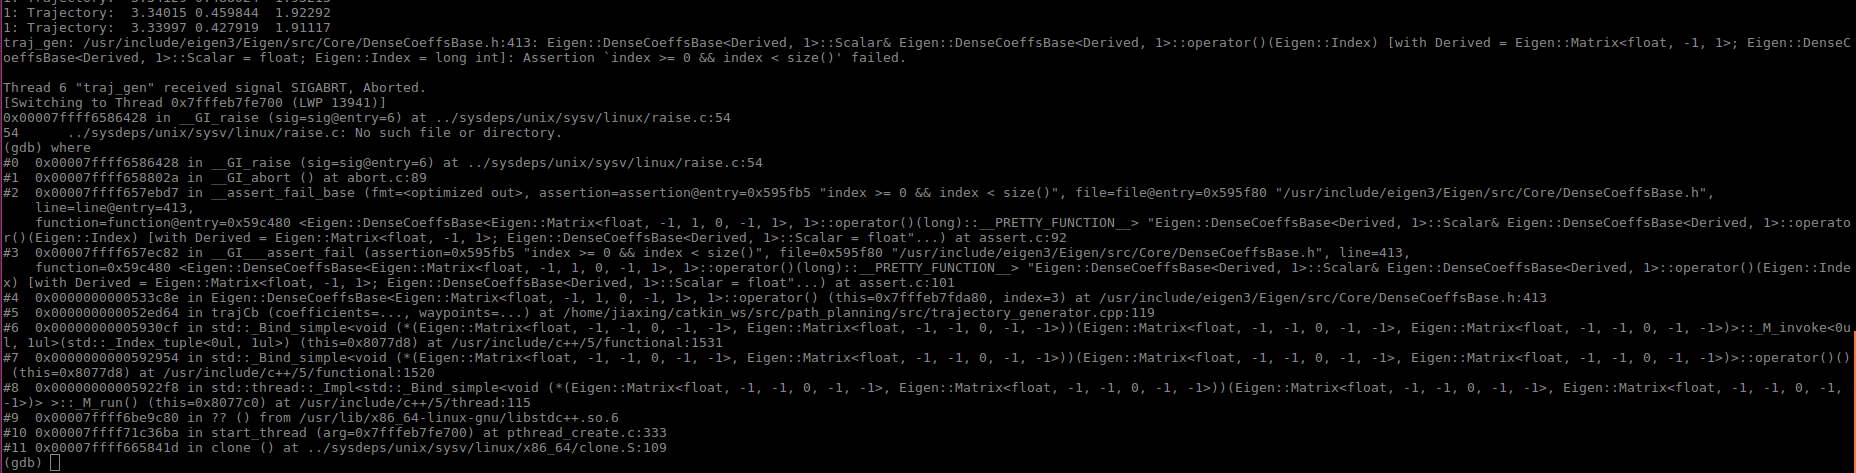 1: Trajectory:  3.34015 0.459844  1.92292
1: Trajectory:  3.33997 0.427919  1.91117
traj_gen: /usr/include/eigen3/Eigen/src/Core/DenseCoeffsBase.h:413: Eigen::DenseCoeffsBase<Derived, 1>::Scalar& Eigen::DenseCoeffsBase<Derived, 1>::operator()(Eigen::Index) [with Derived = Eigen::Matrix<float, -1, 1>; Eigen::DenseC
oeffsBase<Derived, 1>::Scalar = float; Eigen::Index = long int]: Assertion `index >= 0 && index < size()' failed.
Thread 6 "traj_gen" received signal SIGABRT, Aborted.
[Switching to Thread 0x7fffeb7fe700 (LWP 13941)]
0x00007ffff6586428 in __GI_raise (sig=sig@entry=6) at ../sysdeps/unix/sysv/linux/raise.c:54
54      ../sysdeps/unix/sysv/linux/raise.c: No such file or directory.
(gdb) where
#0  0x00007ffff6586428 in __GI_raise (sig=sig@entry=6) at ../sysdeps/unix/sysv/linux/raise.c:54
#1  0x00007ffff658802a in __GI_abort () at abort.c:89
#2  0x00007ffff657ebd7 in __assert_fail_base (fmt=<optimized out>, assertion=assertion@entry=0x595fb5 "index >= 0 && index < size()", file=file@entry=0x595f80 "/usr/include/eigen3/Eigen/src/Core/DenseCoeffsBase.h",
    line=line@entry=413,
    function=function@entry=0x59c480 <Eigen::DenseCoeffsBase<Eigen::Matrix<float, -1, 1, 0, -1, 1>, 1>::operator()(long)::__PRETTY_FUNCTION__> "Eigen::DenseCoeffsBase<Derived, 1>::Scalar& Eigen::DenseCoeffsBase<Derived, 1>::operato
r()(Eigen::Index) [with Derived = Eigen::Matrix<float, -1, 1>; Eigen::DenseCoeffsBase<Derived, 1>::Scalar = float"...) at assert.c:92
#3  0x00007ffff657ec82 in __GI___assert_fail (assertion=0x595fb5 "index >= 0 && index < size()", file=0x595f80 "/usr/include/eigen3/Eigen/src/Core/DenseCoeffsBase.h", line=413,
    function=0x59c480 <Eigen::DenseCoeffsBase<Eigen::Matrix<float, -1, 1, 0, -1, 1>, 1>::operator()(long)::__PRETTY_FUNCTION__> "Eigen::DenseCoeffsBase<Derived, 1>::Scalar& Eigen::DenseCoeffsBase<Derived, 1>::operator()(Eigen::Inde
x) [with Derived = Eigen::Matrix<float, -1, 1>; Eigen::DenseCoeffsBase<Derived, 1>::Scalar = float"...) at assert.c:101
#4  0x0000000000533c8e in Eigen::DenseCoeffsBase<Eigen::Matrix<float, -1, 1, 0, -1, 1>, 1>::operator() (this=0x7fffeb7fda80, index=3) at /usr/include/eigen3/Eigen/src/Core/DenseCoeffsBase.h:413
#5  0x000000000052ed64 in trajCb (coefficients=..., waypoints=...) at /home/jiaxing/catkin_ws/src/path_planning/src/trajectory_generator.cpp:119
#6  0x00000000005930cf in std::_Bind_simple<void (*(Eigen::Matrix<float, -1, -1, 0, -1, -1>, Eigen::Matrix<float, -1, -1, 0, -1, -1>))(Eigen::Matrix<float, -1, -1, 0, -1, -1>, Eigen::Matrix<float, -1, -1, 0, -1, -1>)>::_M_invoke<0u
l, 1ul>(std::_Index_tuple<0ul, 1ul>) (this=0x8077d8) at /usr/include/c++/5/functional:1531
#7  0x0000000000592954 in std::_Bind_simple<void (*(Eigen::Matrix<float, -1, -1, 0, -1, -1>, Eigen::Matrix<float, -1, -1, 0, -1, -1>))(Eigen::Matrix<float, -1, -1, 0, -1, -1>, Eigen::Matrix<float, -1, -1, 0, -1, -1>)>::operator()()
 (this=0x8077d8) at /usr/include/c++/5/functional:1520
#8  0x00000000005922f8 in std::thread::_Impl<std::_Bind_simple<void (*(Eigen::Matrix<float, -1, -1, 0, -1, -1>, Eigen::Matrix<float, -1, -1, 0, -1, -1>))(Eigen::Matrix<float, -1, -1, 0, -1, -1>, Eigen::Matrix<float, -1, -1, 0, -1,
-1>)> >::_M_run() (this=0x8077c0) at /usr/include/c++/5/thread:115
#9  0x00007ffff6be9c80 in ?? () from /usr/lib/x86_64-linux-gnu/libstdc++.so.6
#10 0x00007ffff71c36ba in start_thread (arg=0x7fffeb7fe700) at pthread_create.c:333
#11 0x00007ffff665841d in clone () at ../sysdeps/unix/sysv/linux/x86_64/clone.S:109
(gdb)